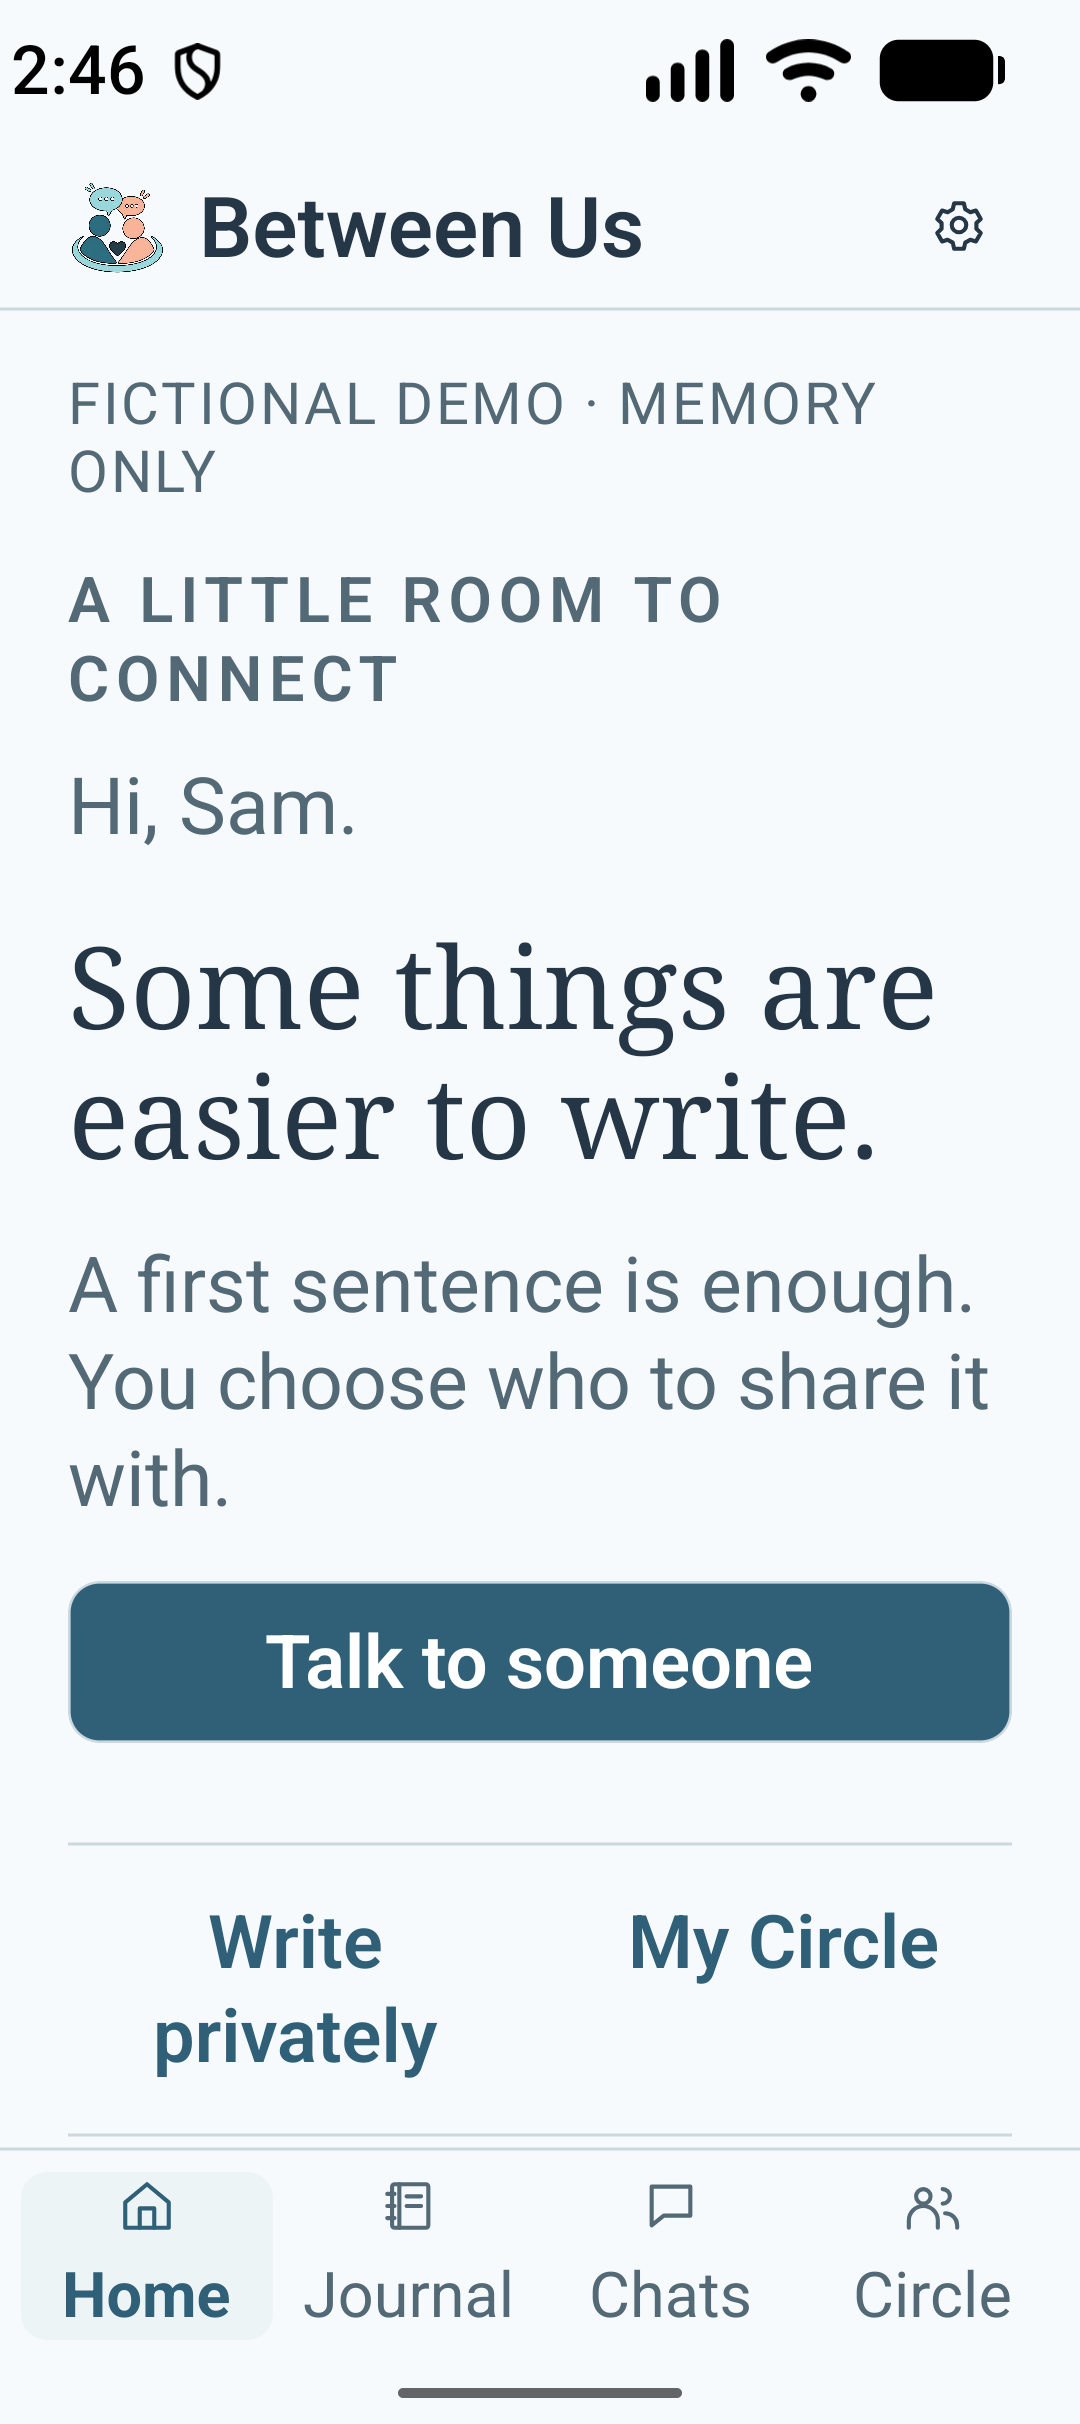 2:46
Between Us
FICTIONAL DEMO · MEMORY
ONLY
A LITTLE ROOM TO
CONNECT
Hi, Sam.
Some things are
easier to write.
A first sentence is enough.
You choose who to share it
with.
Talk to someone
Write
privately
My Circle
Home
Journal
Chats
Circle